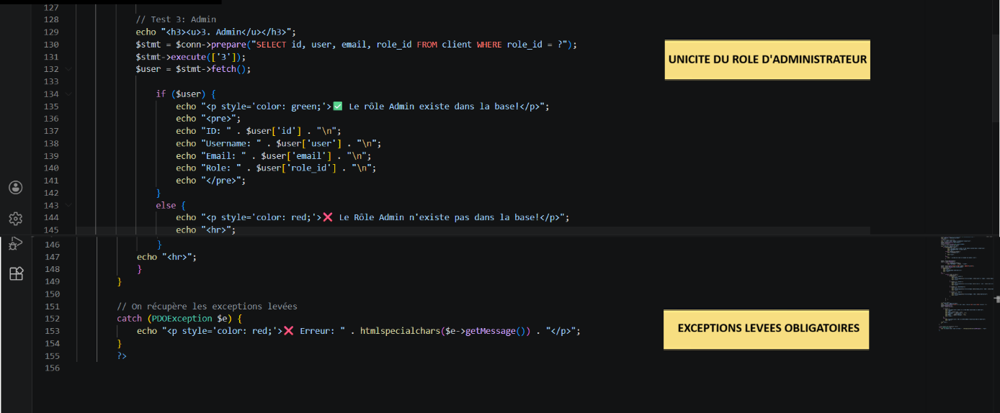 127
128 // Test 3: Admin
129 echo "<h3><u>3. Admin</u></h3>";
130 $stmt = $conn->prepare("SELECT id, user, email, role_id FROM client WHERE role_id = ?");
131 $stmt->execute(['3']);
132 $user = $stmt->fetch();
133
134 if ($user) {
135 echo "<p style='color: green;'>✅ Le rôle Admin existe dans la base!</p>";
136 echo "<pre>";
137 echo "ID: " . $user['id'] . "\n";
138 echo "Username: " . $user['user'] . "\n";
139 echo "Email: " . $user['email'] . "\n";
140 echo "Role: " . $user['role_id'] . "\n";
141 echo "</pre>";
142 }
143 else {
144 echo "<p style='color: red;'>❌ Le Rôle Admin n'existe pas dans la base!</p>";
145 echo "<hr>";
146 }
147 echo "<hr>";
148 }
149 }
150
151 // On récupère les exceptions levées
152 catch (PDOException $e) {
153 echo "<p style='color: red;'>❌ Erreur: " . htmlspecialchars($e->getMessage()) . "</p>";
154 }
155 ?>
156
UNICITE DU ROLE D'ADMINISTRATEUR
EXCEPTIONS LEVEES OBLIGATOIRES